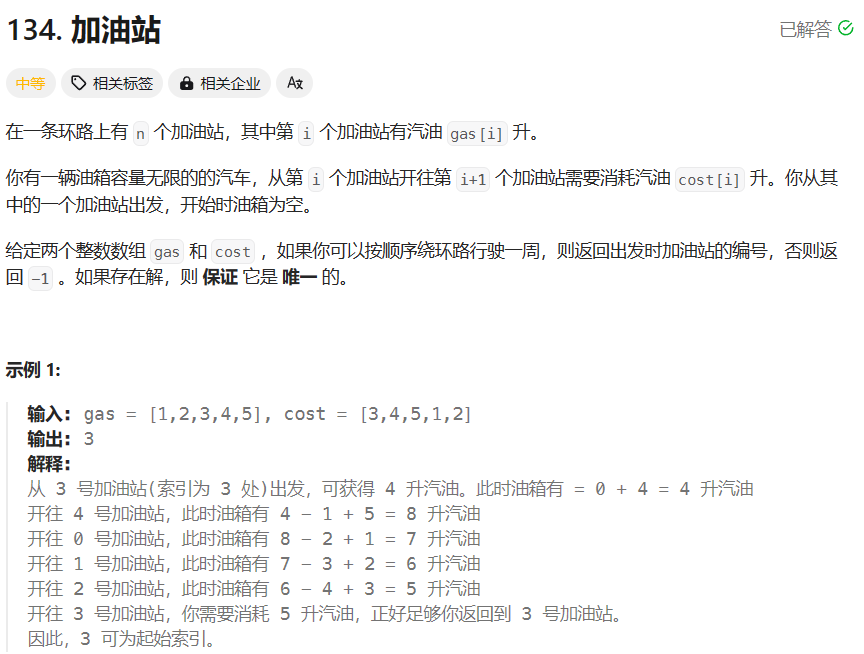 134. 加油站
已解答
中等
相关标签
相关企业
在一条环路上有 n 个加油站，其中第 i 个加油站有汽油 gas[i] 升。
你有一辆油箱容量无限的的汽车，从第 i 个加油站开往第 i+1 个加油站需要消耗汽油 cost[i] 升。你从其
中的一个加油站出发，开始时油箱为空。
给定两个整数数组 gas 和 cost ，如果你可以按顺序绕环路行驶一周，则返回出发时加油站的编号，否则返
回 -1 。如果存在解，则 保证 它是 唯一 的。
示例 1:
输入: gas = [1,2,3,4,5], cost = [3,4,5,1,2]
输出: 3
解释:
从 3 号加油站(索引为 3 处)出发，可获得 4 升汽油。此时油箱有 = 0 + 4 = 4 升汽油
开往 4 号加油站，此时油箱有 4 - 1 + 5 = 8 升汽油
开往 0 号加油站，此时油箱有 8 - 2 + 1 = 7 升汽油
开往 1 号加油站，此时油箱有 7 - 3 + 2 = 6 升汽油
开往 2 号加油站，此时油箱有 6 - 4 + 3 = 5 升汽油
开往 3 号加油站，你需要消耗 5 升汽油，正好足够你返回到 3 号加油站。
因此，3 可为起始索引。